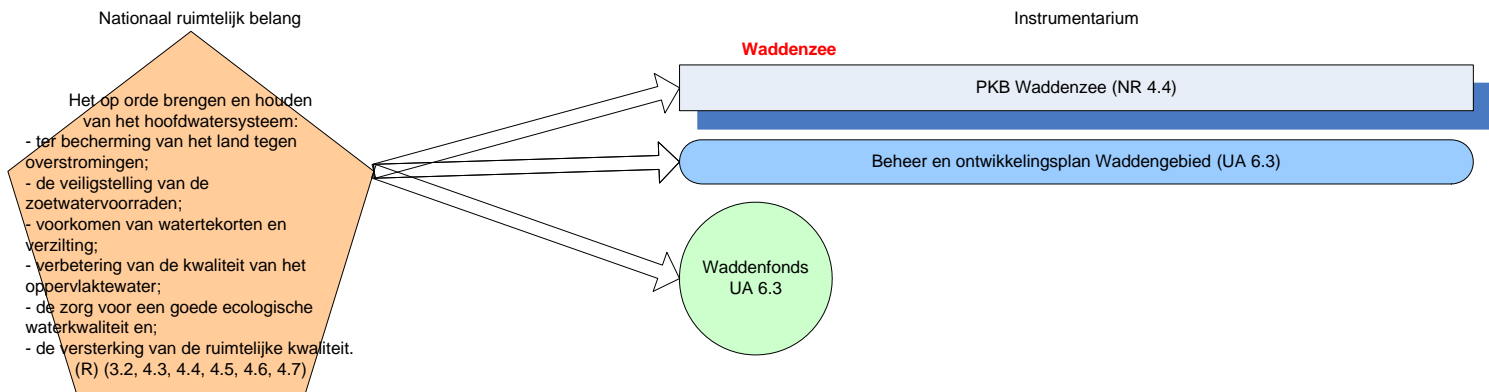 Nationaal ruimtelijk belang
Instrumentarium
Het op orde brengen en houden
van het hoofdwatersysteem:
- ter becherming van het land tegen
overstromingen;
- de veiligstelling van de
zoetwatervoorraden;
- voorkomen van watertekorten en
verzilting;
- verbetering van de kwaliteit van het
oppervlaktewater;
- de zorg voor een goede ecologische
waterkwaliteit en;
- de versterking van de ruimtelijke kwaliteit.
(R) (3.2, 4.3, 4.4, 4.5, 4.6, 4.7)
Waddenzee
PKB Waddenzee (NR 4.4)
Beheer en ontwikkelingsplan Waddengebied (UA 6.3)
Waddenfonds
UA 6.3